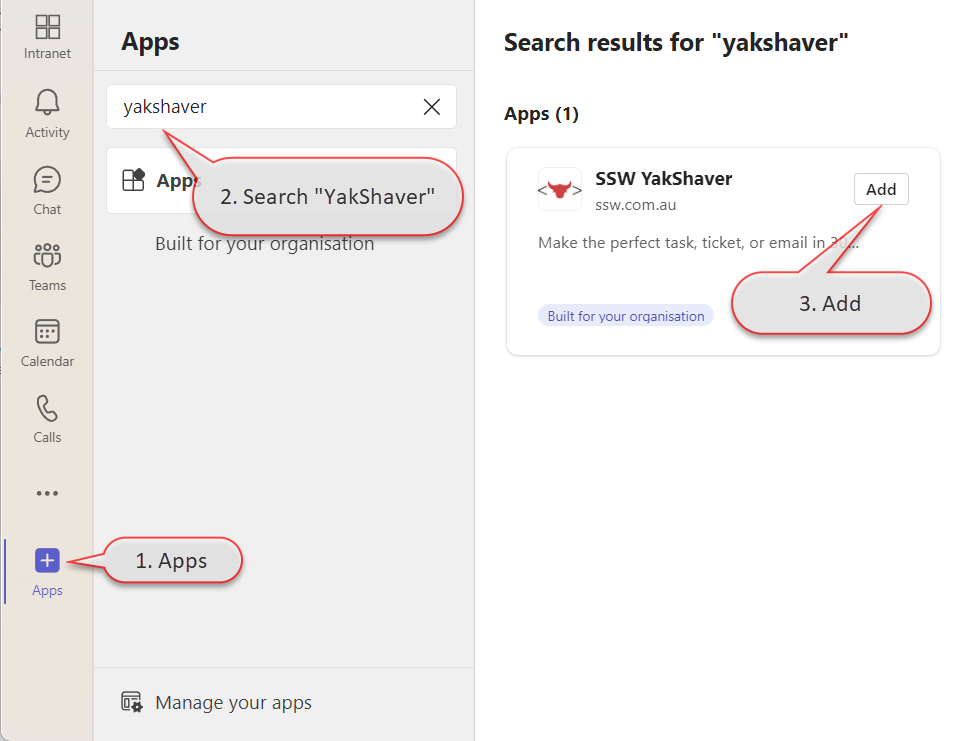 Intranet
Activity
Chat
Teams
Calendar
Calls
Apps
Apps
yakshaver
Apps
2. Search "YakShaver"
Built for your organisation
1. Apps
Manage your apps
Search results for "yakshaver"
Apps (1)
SSW YakShaver
ssw.com.au
Add
Make the perfect task, ticket, or email in 30...
3. Add
Built for your organisation